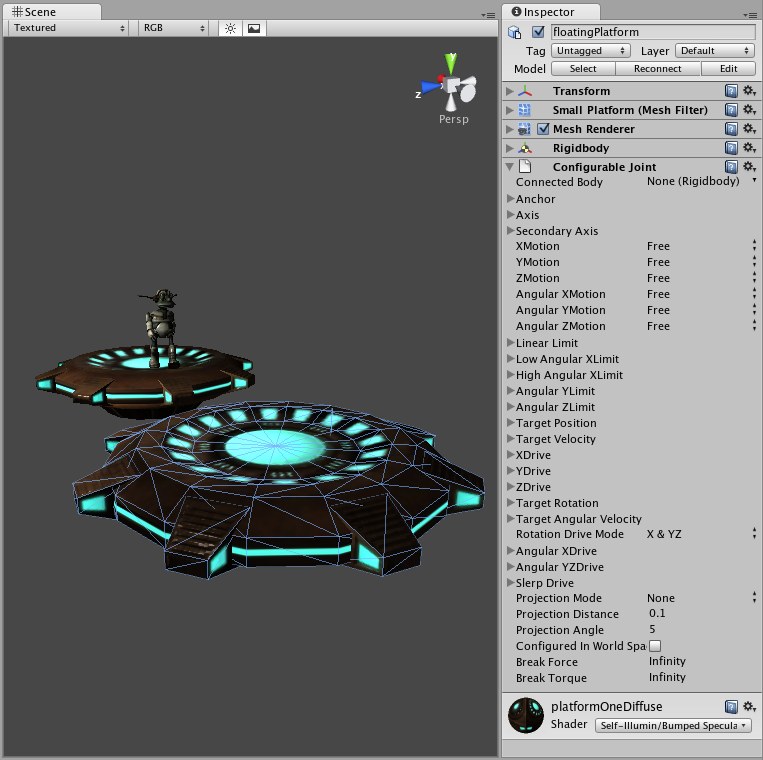 Scene
Textured RGB
z
Persp
Inspector
floatingPlatform
Tag Untagged Layer Default
Model Select Reconnect Edit
Transform
Small Platform (Mesh Filter)
Mesh Renderer
Rigidbody
Configurable Joint
Connected Body None (Rigidbody)
Anchor
Axis
Secondary Axis
XMotion Free
YMotion Free
ZMotion Free
Angular XMotion Free
Angular YMotion Free
Angular ZMotion Free
Linear Limit
Low Angular XLimit
High Angular XLimit
Angular YLimit
Angular ZLimit
Target Position
Target Velocity
XDrive
YDrive
ZDrive
Target Rotation
Target Angular Velocity
Rotation Drive Mode X & YZ
Angular XDrive
Angular YZDrive
Slerp Drive
Projection Mode None
Projection Distance 0.1
Projection Angle 5
Configured In World Spa
Break Force Infinity
Break Torque Infinity
platformOneDiffuse
Shader Self-Illumin/Bumped Specula